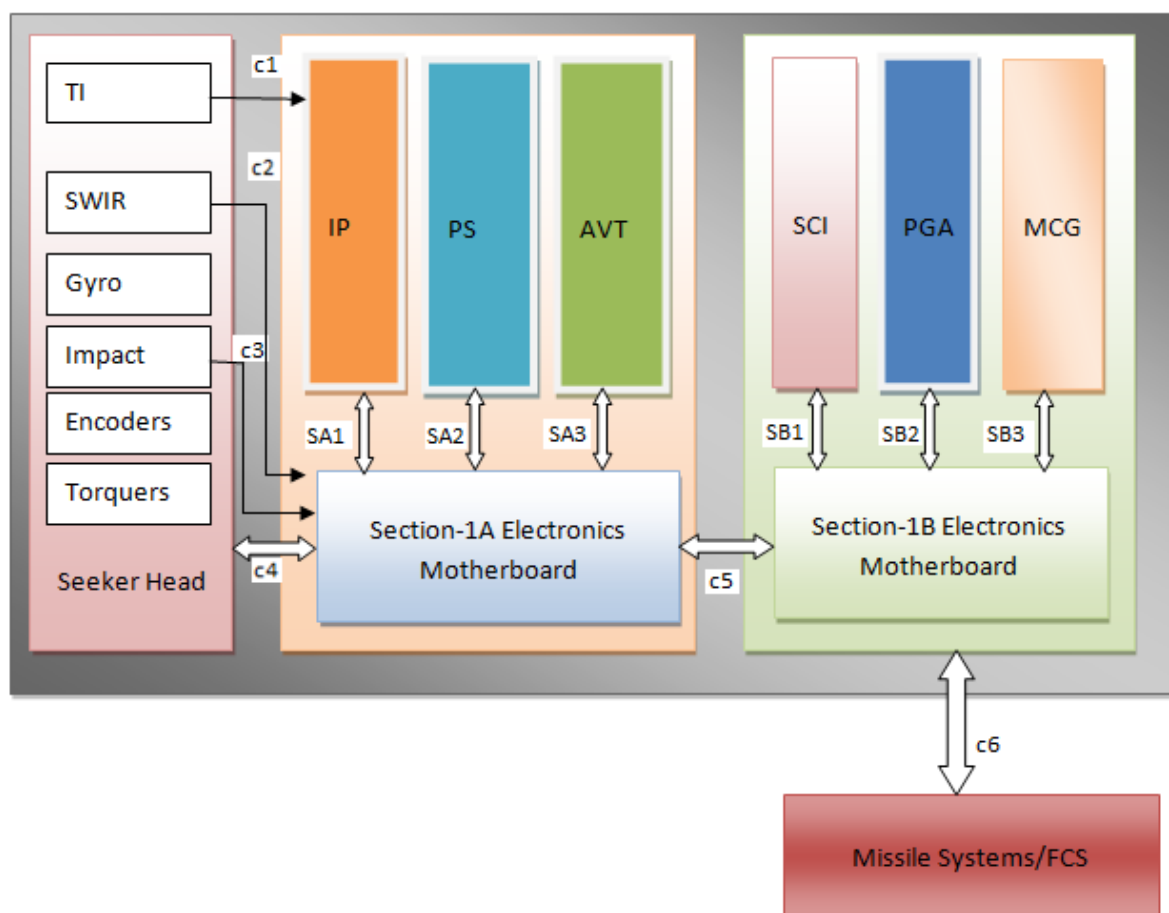 TI
SWIR
Gyro
Impact
Encoders
Torquers
Seeker Head
c1
c2
c3
c4
IP
PS
AVT
SA1
SA2
SA3
Section-1A Electronics
Motherboard
c5
SCI
PGA
MCG
SB1
SB2
SB3
Section-1B Electronics
Motherboard
c6
Missile Systems/FCS